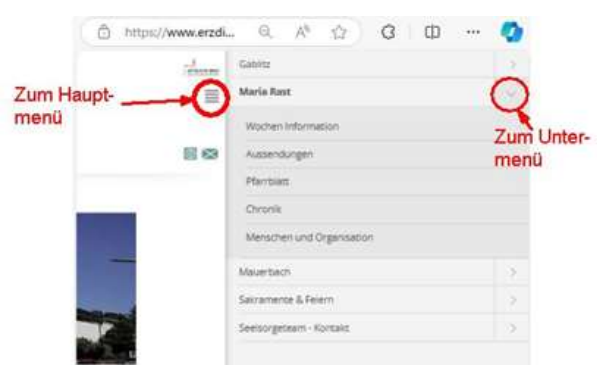 https://www.erzdi...
Gablitz
Zum Haupt-
menü
Maria Rast
Wochen Information
Zum Unter-
menü
Aussendungen
Pfarrblatt
Chronik
Menschen und Organisation
Mauerbach
Sakramente & Feiern
Seelsorgeteam - Kontakt